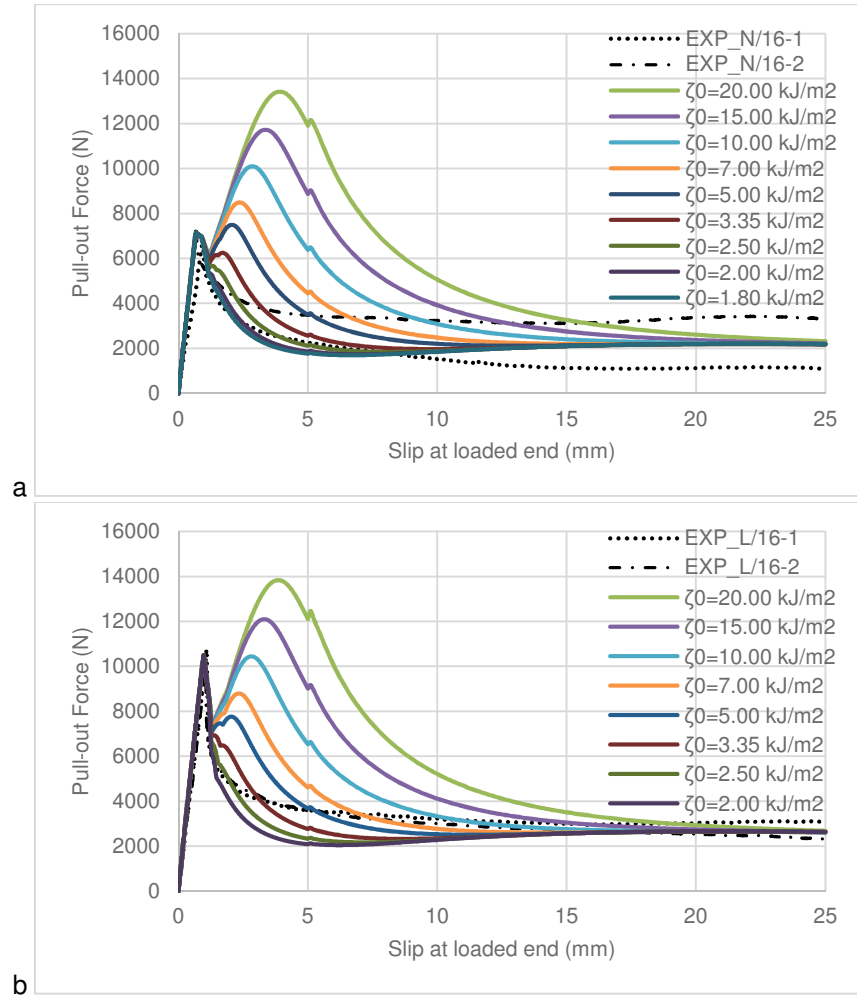 16000
14000
12000
10000
8000
6000
4000
2000
0
Pull-out Force (N)
EXP_N/16-1
EXP_N/16-2
ζ0=20.00 kJ/m2
ζ0=15.00 kJ/m2
ζ0=10.00 kJ/m2
ζ0=7.00 kJ/m2
ζ0=5.00 kJ/m2
ζ0=3.35 kJ/m2
ζ0=2.50 kJ/m2
ζ0=2.00 kJ/m2
ζ0=1.80 kJ/m2
0 5 10 15 20 25
Slip at loaded end (mm)
a
16000
14000
12000
10000
8000
6000
4000
2000
0
Pull-out Force (N)
EXP_L/16-1
EXP_L/16-2
ζ0=20.00 kJ/m2
ζ0=15.00 kJ/m2
ζ0=10.00 kJ/m2
ζ0=7.00 kJ/m2
ζ0=5.00 kJ/m2
ζ0=3.35 kJ/m2
ζ0=2.50 kJ/m2
ζ0=2.00 kJ/m2
0 5 10 15 20 25
Slip at loaded end (mm)
b